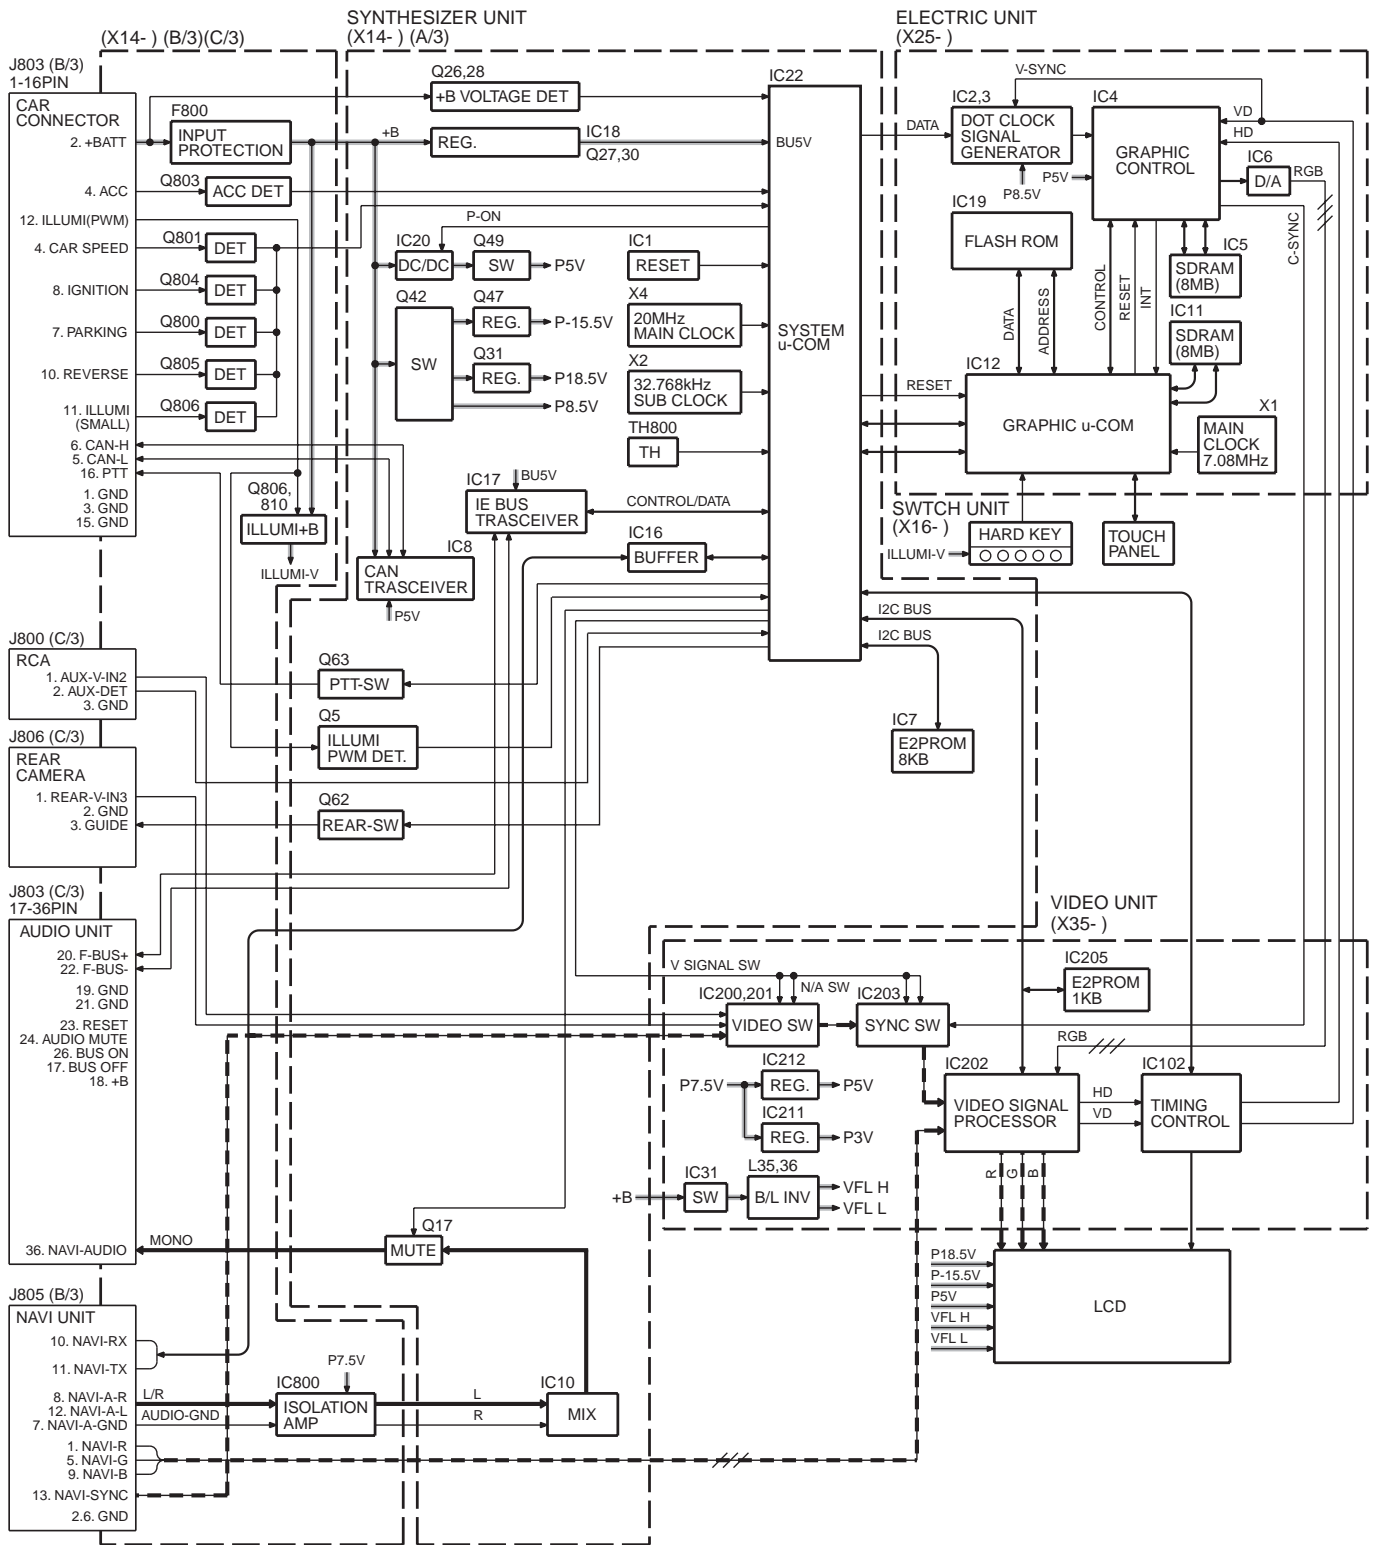 SYNTHESIZER UNIT
(X14- ) (A/3)
ELECTRIC UNIT
(X25- )
(X14- ) (B/3)(C/3)
J803 (B/3)
1-16PIN
CAR
CONNECTOR
2. +BATT
4. ACC
12. ILLUMI(PWM)
4. CAR SPEED
8. IGNITION
7. PARKING
10. REVERSE
11. ILLUMI
(SMALL)
6. CAN-H
5. CAN-L
16. PTT
1. GND
3. GND
15. GND
F800
INPUT
PROTECTION
Q803
ACC DET
Q801
DET
Q804
DET
Q800
DET
Q805
DET
Q806
DET
Q806,
810
ILLUMI+B
ILLUMI-V
Q26,28
+B VOLTAGE DET
+B
REG.
IC18
Q27,30
P-ON
IC20
DC/DC
Q49
SW
P5V
Q42
SW
Q47
REG.
P-15.5V
Q31
REG.
P18.5V
P8.5V
IC1
RESET
X4
20MHz
MAIN CLOCK
X2
32.768kHz
SUB CLOCK
TH800
TH
IC17
BU5V
IE BUS
TRASCEIVER
CONTROL/DATA
IC16
BUFFER
IC8
CAN
TRASCEIVER
P5V
IC22
BU5V
SYSTEM
u-COM
V-SYNC
IC2,3
DATA
DOT CLOCK
SIGNAL
GENERATOR
P8.5V
P5V
IC4
GRAPHIC
CONTROL
VD
HD
IC6
D/A
RGB
C-SYNC
IC19
FLASH ROM
DATA
ADDRESS
CONTROL
RESET
INT
IC5
SDRAM
(8MB)
IC11
SDRAM
(8MB)
IC12
RESET
GRAPHIC u-COM
X1
MAIN
CLOCK
7.08MHz
SWTCH UNIT
(X16- )
HARD KEY
ILLUMI-V
TOUCH
PANEL
I2C BUS
I2C BUS
IC7
E2PROM
8KB
J800 (C/3)
RCA
1. AUX-V-IN2
2. AUX-DET
3. GND
Q63
PTT-SW
Q5
ILLUMI
PWM DET.
J806 (C/3)
REAR
CAMERA
1. REAR-V-IN3
2. GND
3. GUIDE
Q62
REAR-SW
J803 (C/3)
17-36PIN
AUDIO UNIT
20. F-BUS+
22. F-BUS-
19. GND
21. GND
23. RESET
24. AUDIO MUTE
26. BUS ON
17. BUS OFF
18. +B
36. NAVI-AUDIO
MONO
Q17
MUTE
VIDEO UNIT
(X35- )
V SIGNAL SW
N/A SW
IC200,201
VIDEO SW
IC203
SYNC SW
IC205
E2PROM
1KB
RGB
IC212
P7.5V
REG.
P5V
IC211
REG.
P3V
IC202
VIDEO SIGNAL
PROCESSOR
HD
VD
IC102
TIMING
CONTROL
IC31
+B
SW
L35,36
B/L INV
VFL H
VFL L
R
G
B
P18.5V
P-15.5V
P5V
VFL H
VFL L
LCD
J805 (B/3)
NAVI UNIT
10. NAVI-RX
11. NAVI-TX
8. NAVI-A-R
12. NAVI-A-L
7. NAVI-A-GND
1. NAVI-R
5. NAVI-G
9. NAVI-B
13. NAVI-SYNC
2.6. GND
L/R
AUDIO-GND
P7.5V
IC800
ISOLATION
AMP
L
R
IC10
MIX